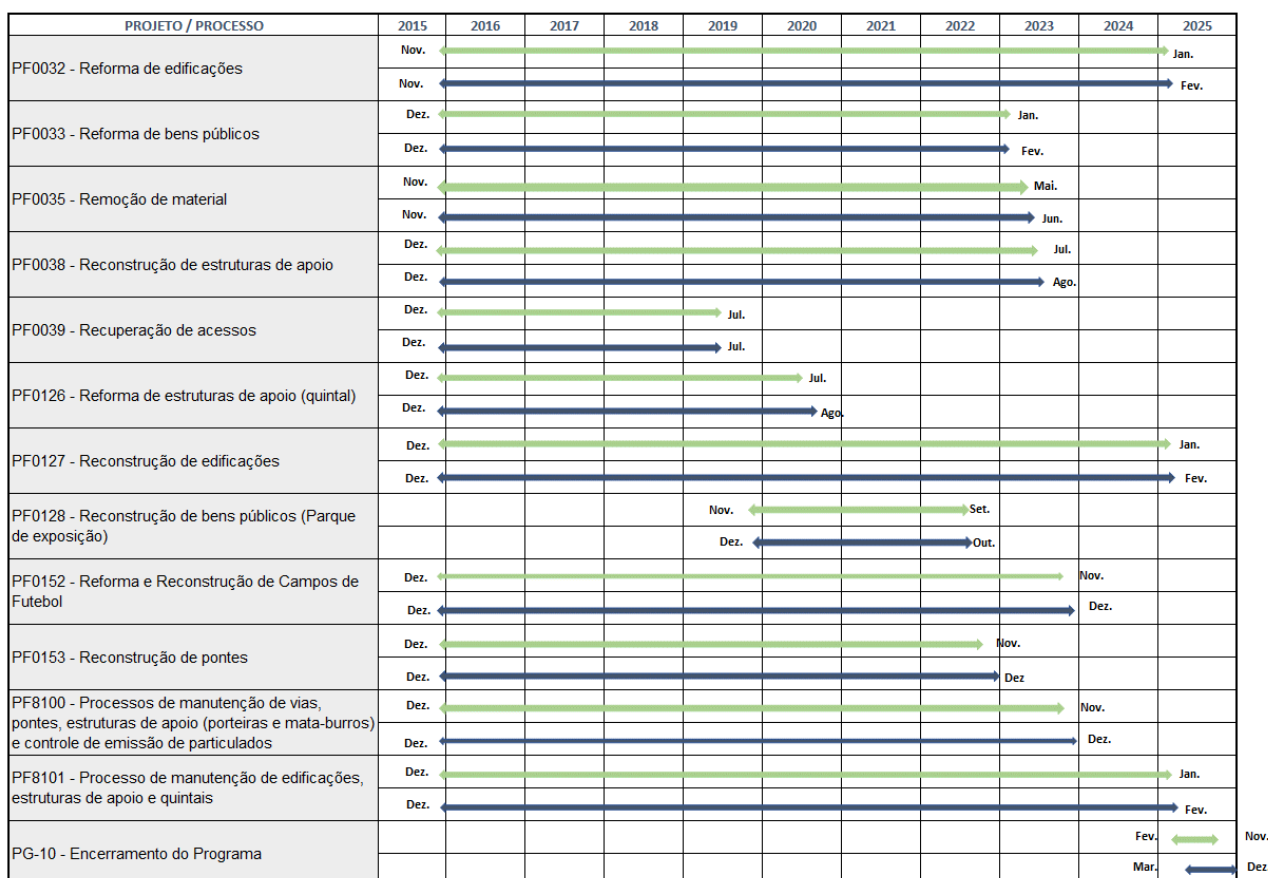 PROJETO / PROCESSO 2015 2016 2017 2018 2019 2020 2021 2022 2023 2024 2025
PF0032 - Reforma de edificações
Nov. Jan.
Nov. Fev.
PF0033 - Reforma de bens públicos
Dez. Jan.
Dez. Fev.
PF0035 - Remoção de material
Nov. Mai.
Nov. Jun.
PF0038 - Reconstrução de estruturas de apoio
Dez. Jul.
Dez. Ago.
PF0039 - Recuperação de acessos
Dez. Jul.
Dez. Jul.
PF0126 - Reforma de estruturas de apoio (quintal)
Dez. Jul.
Dez. Ago.
PF0127 - Reconstrução de edificações
Dez. Jan.
Dez. Fev.
PF0128 - Reconstrução de bens públicos (Parque
de exposição)
Nov. Set.
Dez. Out.
PF0152 - Reforma e Reconstrução de Campos de
Futebol
Dez. Nov.
Dez. Dez.
PF0153 - Reconstrução de pontes
Dez. Nov.
Dez. Dez
PF8100 - Processos de manutenção de vias,
pontes, estruturas de apoio (porteiras e mata-burros)
e controle de emissão de particulados
Dez. Nov.
Dez. Dez.
PF8101 - Processo de manutenção de edificações,
estruturas de apoio e quintais
Dez. Jan.
Dez. Fev.
PG-10 - Encerramento do Programa
Fev. Nov.
Mar. Dez